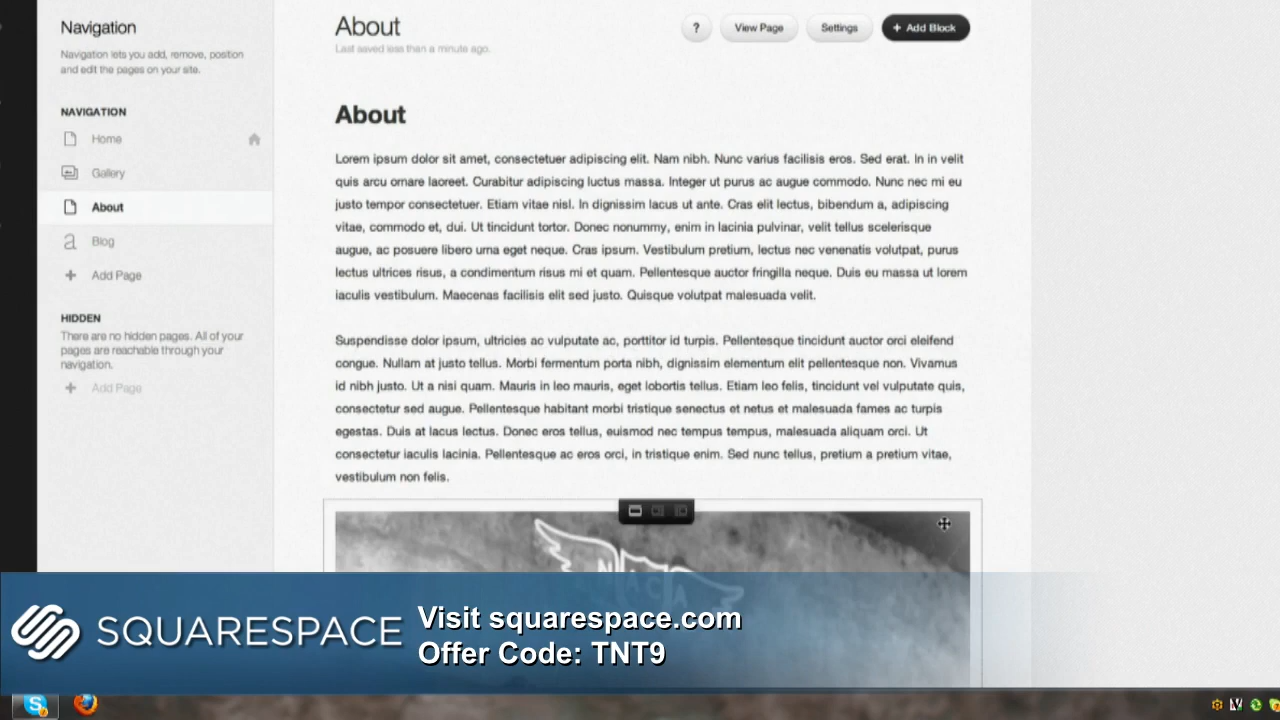 Navigation
Navigation lets you add, remove, position
and edit the pages on your site.
NAVIGATION
Home
Gallery
About
Blog
Add Page
HIDDEN
There are no hidden pages. All of your
pages are reachable through your
navigation.
Add Page
About
Last saved less than a minute ago.
?
View Page
Settings
+ Add Block
About
Lorem ipsum dolor sit amet, consectetuer adipiscing elit. Nam nibh. Nunc varius facilisis eros. Sed erat. In in velit
quis arcu ornare laoreet. Curabitur adipiscing luctus massa. Integer ut purus ac augue commodo. Nunc nec mi eu
justo tempor consectetuer. Etiam vitae nisl. In dignissim lacus ut ante. Cras elit lectus, bibendum a, adipiscing
vitae, commodo et, dui. Ut tincidunt tortor. Donec nonummy, enim in lacinia pulvinar, velit tellus scelerisque
augue, ac posuere libero urna eget neque. Cras ipsum. Vestibulum pretium, lectus nec venenatis volutpat, purus
lectus ultrices risus, a condimentum risus mi et quam. Pellentesque auctor fringilla neque. Duis eu massa ut lorem
iaculis vestibulum. Maecenas facilisis elit sed justo. Quisque volutpat malesuada velit.
Suspendisse dolor ipsum, ultricies ac vulputate ac, porttitor id turpis. Pellentesque tincidunt auctor orci eleifend
congue. Nullam at justo tellus. Morbi fermentum porta nibh, dignissim elementum elit pellentesque non. Vivamus
id nibh justo. Ut a nisi quam. Mauris in leo mauris, eget lobortis tellus. Etiam leo felis, tincidunt vel vulputate quis,
consectetur sed augue. Pellentesque habitant morbi tristique senectus et netus et malesuada fames ac turpis
egestas. Duis at lacus lectus. Donec eros tellus, euismod nec tempus tempus, malesuada aliquam orci. Ut
consectetur iaculis lacinia. Pellentesque ac eros orci, in tristique enim. Sed nunc tellus, pretium a pretium vitae,
vestibulum non felis.
NACA
SQUARESPACE
Visit squarespace.com
Offer Code: TNT9